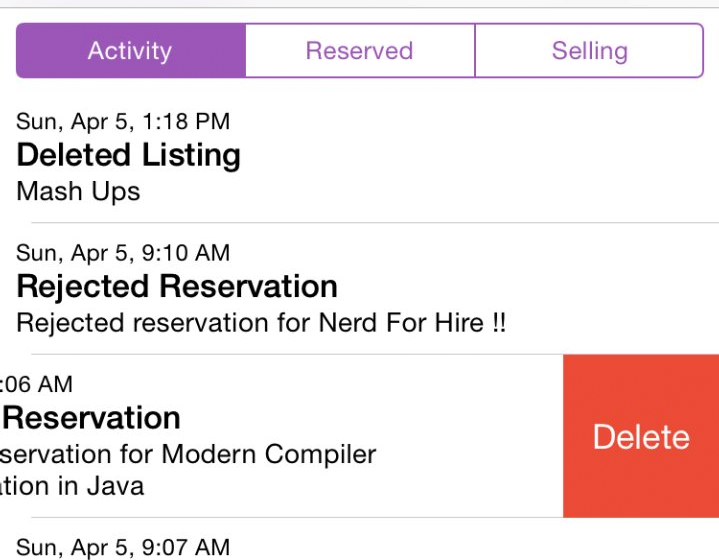 Activity
Reserved
Selling
Sun, Apr 5, 1:18 PM
Deleted Listing
Mash Ups
Sun, Apr 5, 9:10 AM
Rejected Reservation
Rejected reservation for Nerd For Hire !!
:06 AM
Reservation
servation for Modern Compiler
ation in Java
Delete
Sun, Apr 5, 9:07 AM